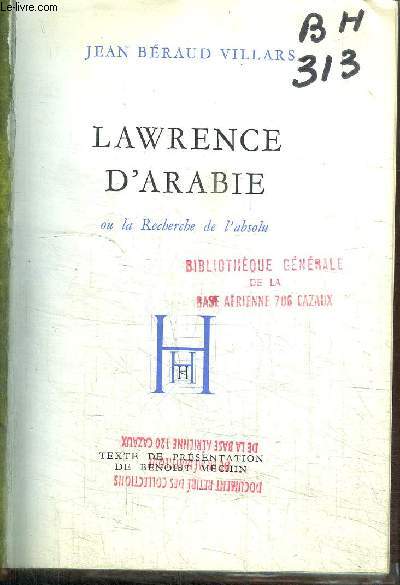 www.le-livre.com
BH
313
JEAN BÉRAUD VILLARS
LAWRENCE
D'ARABIE
ou la Recherche de l'absolu
BIBLIOTHÈQUE GÉNÉRALE
DE LA
BASE AÉRIENNE 706 CAZAUX
H
H
H
TEXTE DE PRÉSENTATION
DE BENOIST-MÉCHIN
DOCUMENT RETIRÉ DES COLLECTIONS
DE LA BASE AÉRIENNE 120 CAZAUX